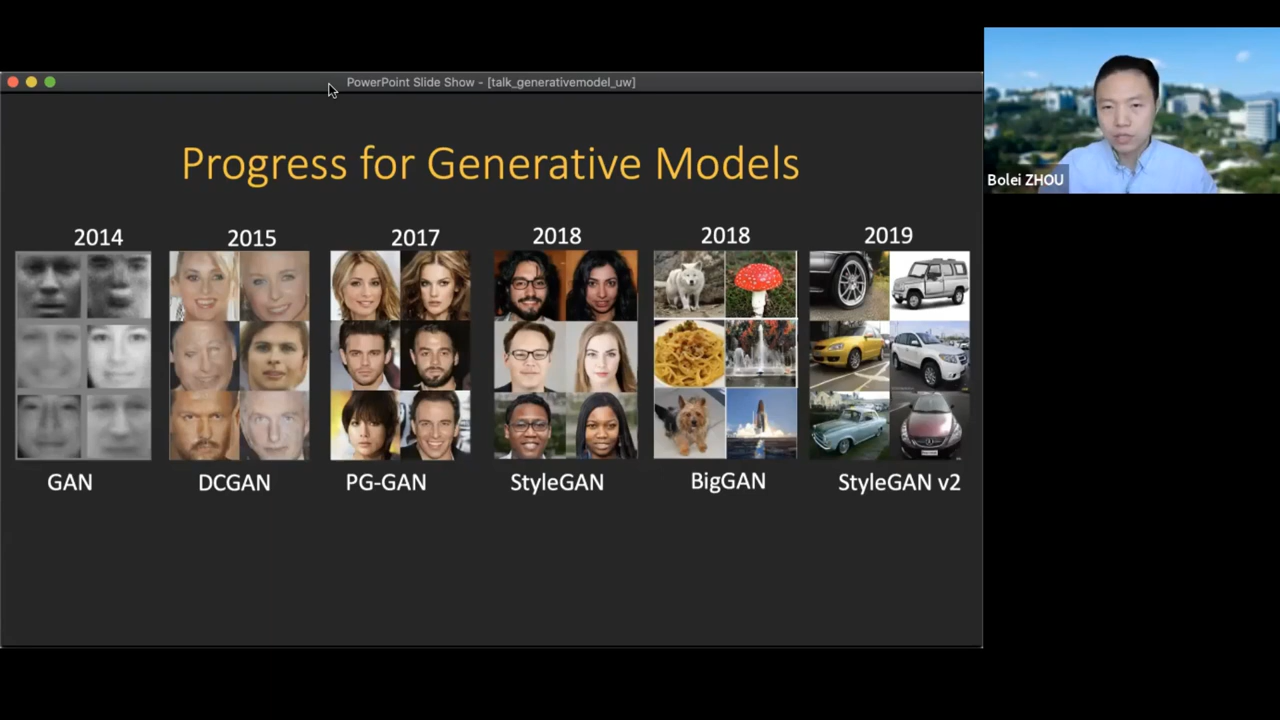 PowerPoint Slide Show - [talk_generativemodel_uw]
Bolei ZHOU
Progress for Generative Models
2014 2015 2017 2018 2018 2019
GAN DCGAN PG-GAN StyleGAN BigGAN StyleGAN v2